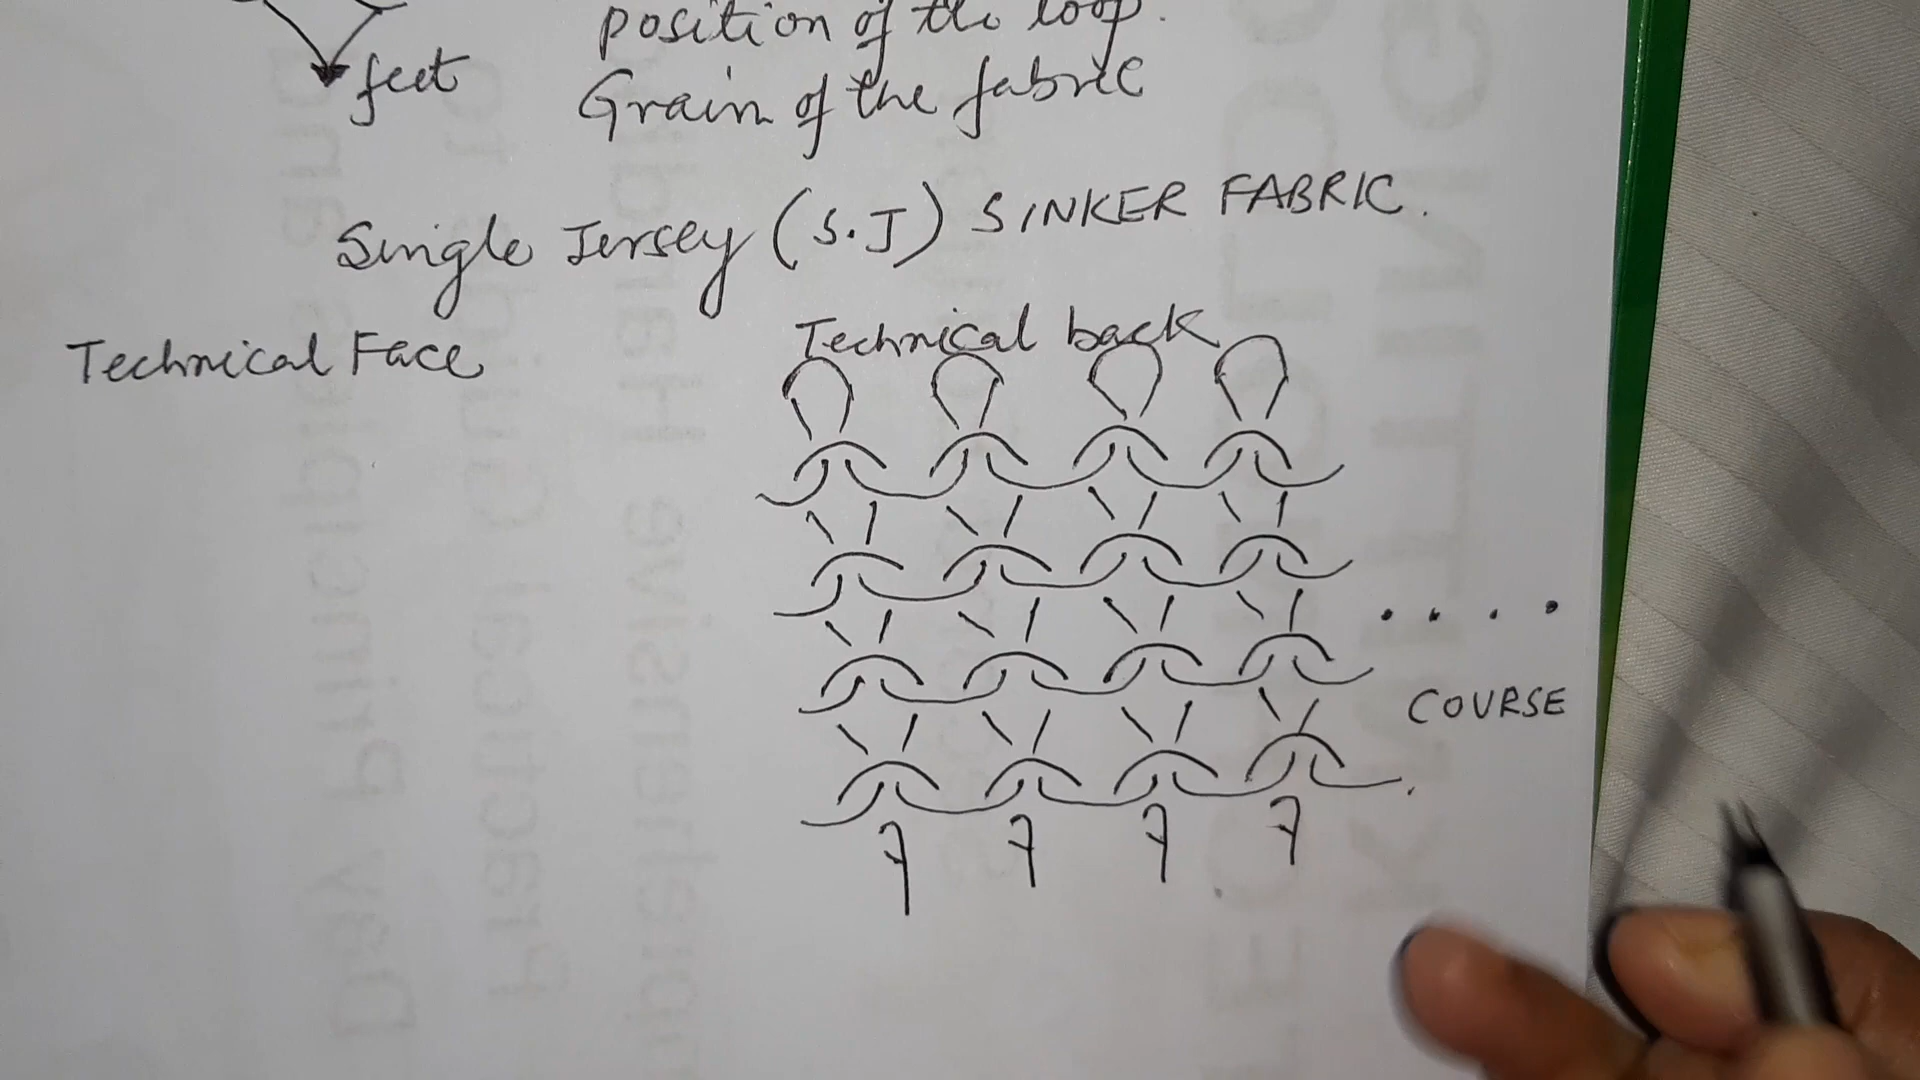 position of the loop.
feet
Grain of the fabric
Single Jersey (S.J) SINKER FABRIC.
Technical Face
Technical back
COURSE